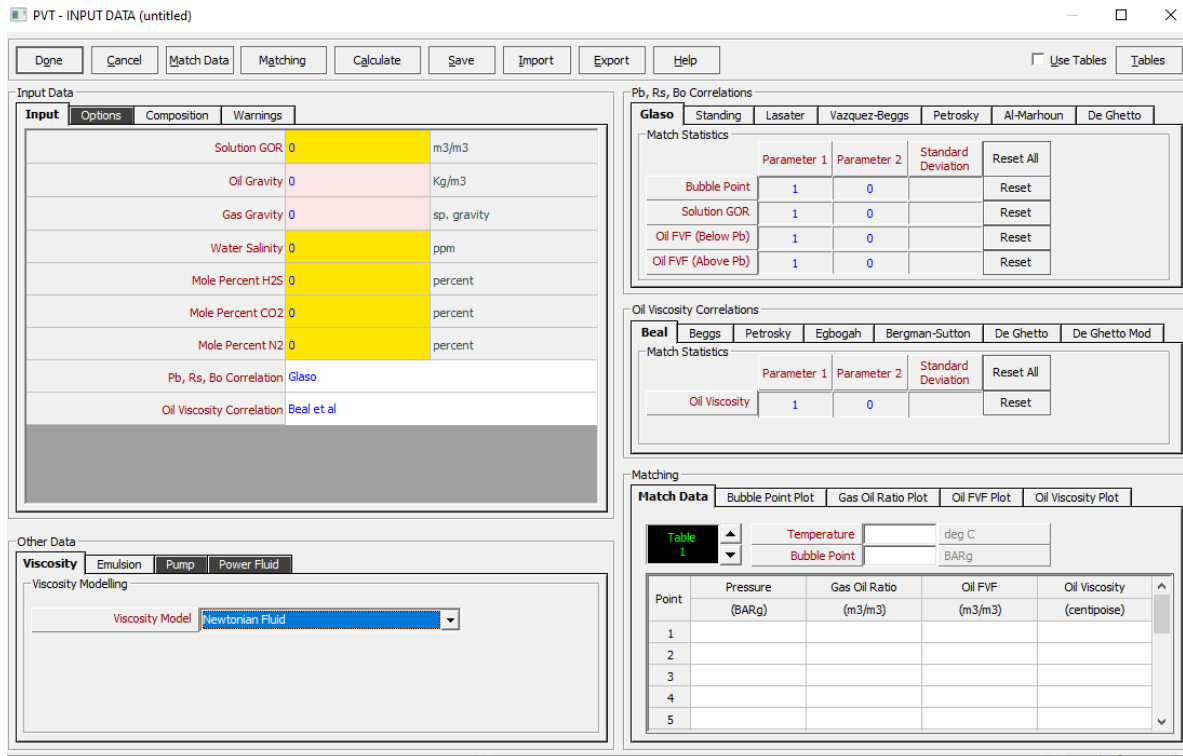 PVT - INPUT DATA (untitled)
Done Cancel Match Data Matching Calculate Save Import Export Help Use Tables Tables
Input Data
Input Options Composition Warnings
Solution GOR 0 m3/m3
Oil Gravity 0 Kg/m3
Gas Gravity 0 sp. gravity
Water Salinity 0 ppm
Mole Percent H2S 0 percent
Mole Percent CO2 0 percent
Mole Percent N2 0 percent
Pb, Rs, Bo Correlation Glaso
Oil Viscosity Correlation Beal et al
Other Data
Viscosity Emulsion Pump Power Fluid
Viscosity Modelling
Viscosity Model Newtonian Fluid
Pb, Rs, Bo Correlations
Glaso Standing Lasater Vazquez-Beggs Petrosky Al-Marhoun De Ghetto
Match Statistics
Parameter 1 Parameter 2 Standard Deviation Reset All
Bubble Point 1 0 Reset
Solution GOR 1 0 Reset
Oil FVF (Below Pb) 1 0 Reset
Oil FVF (Above Pb) 1 0 Reset
Oil Viscosity Correlations
Beal Beggs Petrosky Egbogah Bergman-Sutton De Ghetto De Ghetto Mod
Match Statistics
Parameter 1 Parameter 2 Standard Deviation Reset All
Oil Viscosity 1 0 Reset
Matching
Match Data Bubble Point Plot Gas Oil Ratio Plot Oil FVF Plot Oil Viscosity Plot
Table 1
Temperature deg C
Bubble Point BARg
Point Pressure Gas Oil Ratio Oil FVF Oil Viscosity
(BARg) (m3/m3) (m3/m3) (centipoise)
1
2
3
4
5